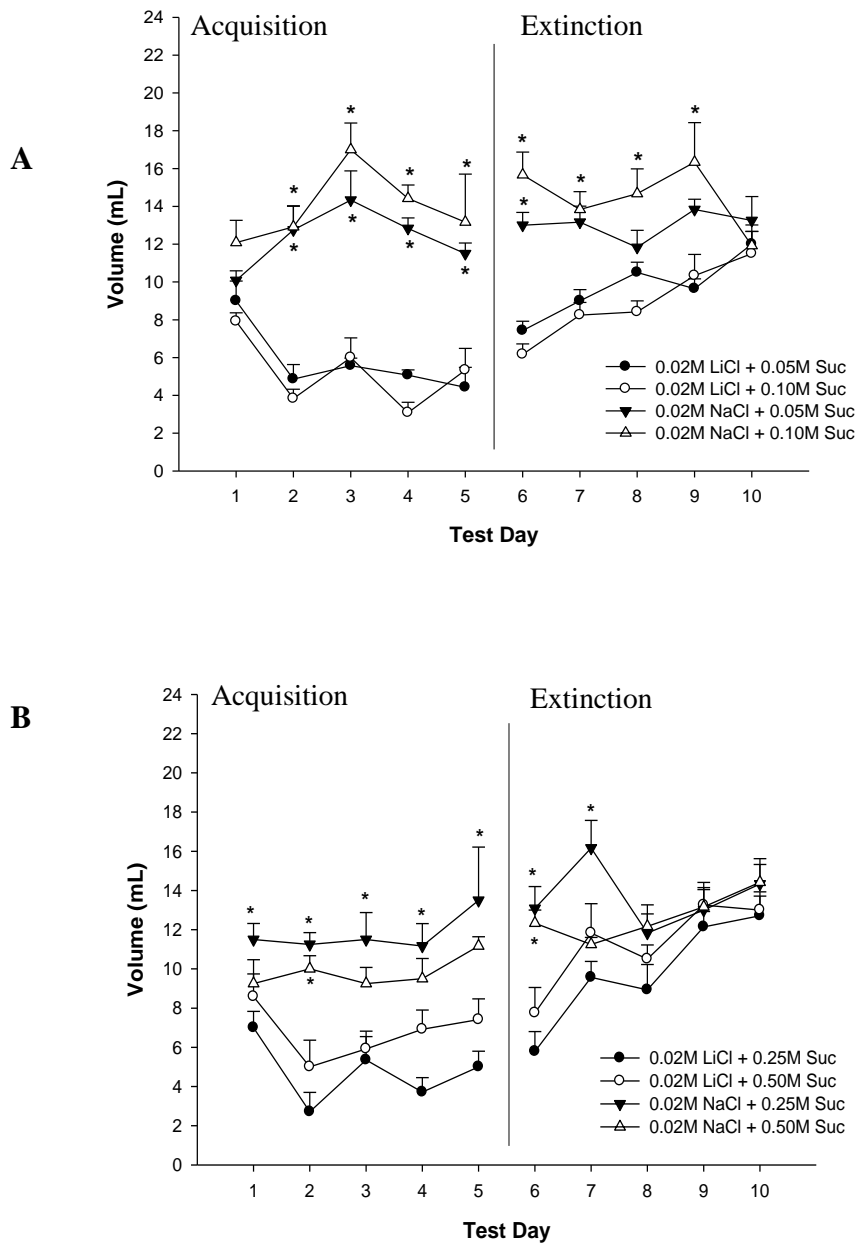 A
Acquisition
Extinction
Volume (mL)
24
22
20
18
16
14
12
10
8
6
4
2
0
* * * * * * * * * * * * * *
0.02M LiCl + 0.05M Suc
0.02M LiCl + 0.10M Suc
0.02M NaCl + 0.05M Suc
0.02M NaCl + 0.10M Suc
1 2 3 4 5 6 7 8 9 10
Test Day
B
Acquisition
Extinction
Volume (mL)
24
22
20
18
16
14
12
10
8
6
4
2
0
* * * * * * * * *
0.02M LiCl + 0.25M Suc
0.02M LiCl + 0.50M Suc
0.02M NaCl + 0.25M Suc
0.02M NaCl + 0.50M Suc
1 2 3 4 5 6 7 8 9 10
Test Day